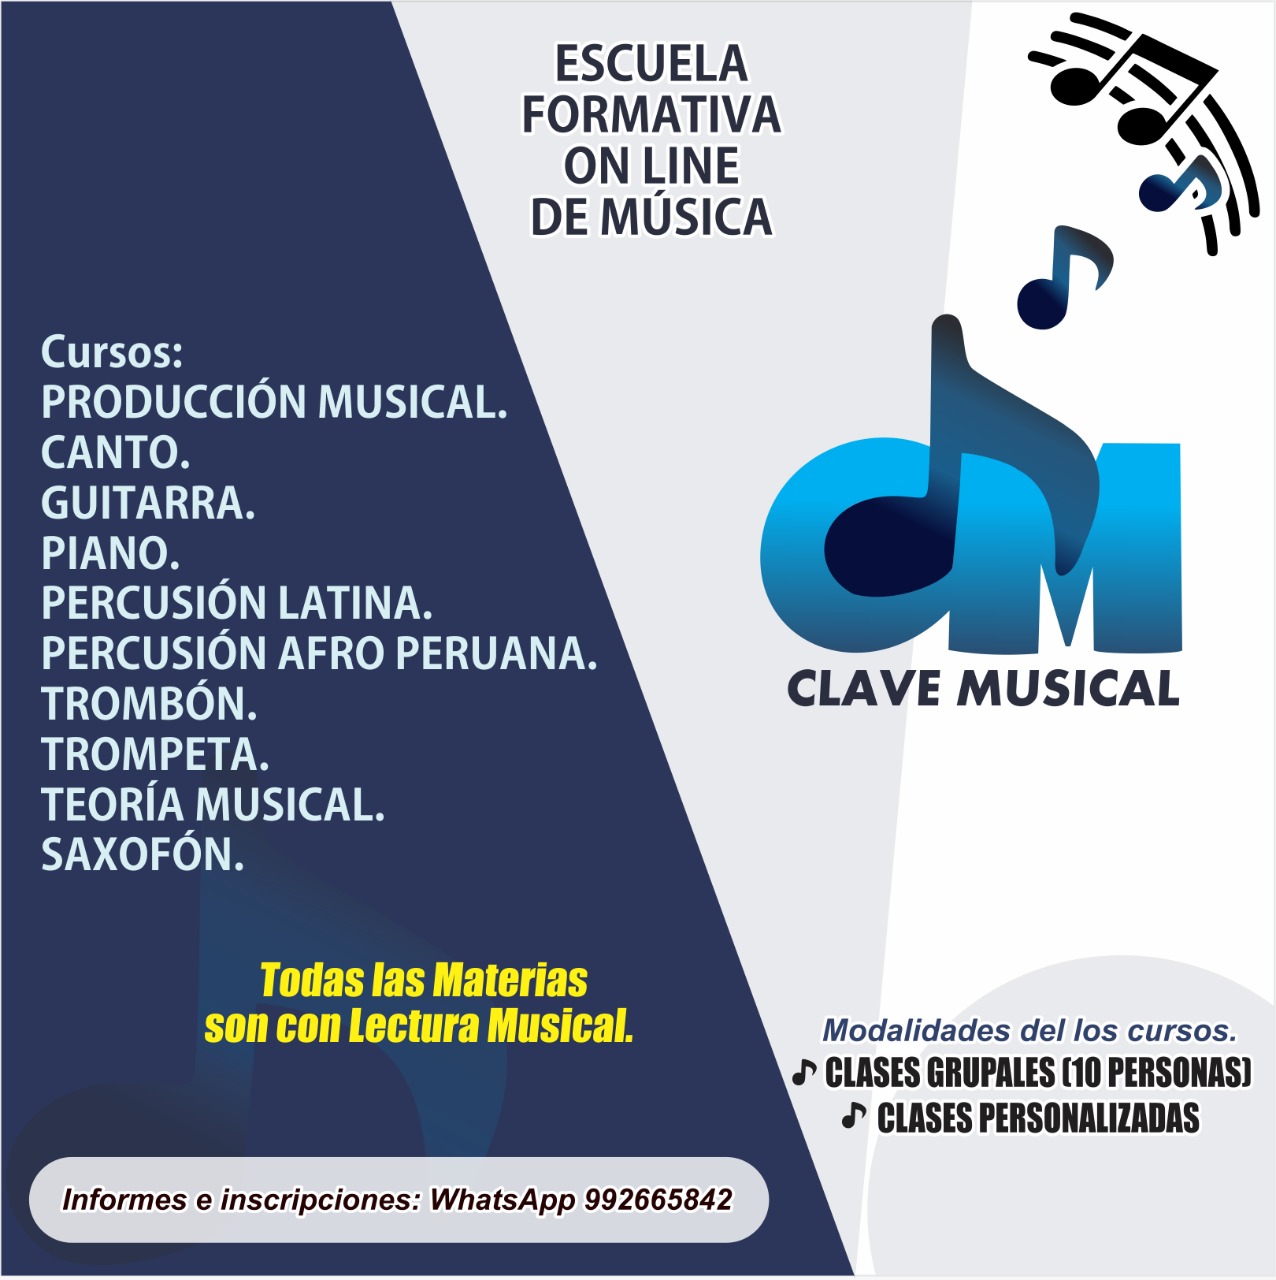 ESCUELA
FORMATIVA
ON LINE
DE MÚSICA
Cursos:
PRODUCCIÓN MUSICAL.
CANTO.
GUITARRA.
PIANO.
PERCUSIÓN LATINA.
PERCUSIÓN AFRO PERUANA.
TROMBÓN.
TROMPETA.
TEORÍA MUSICAL.
SAXOFÓN.
CM
CLAVE MUSICAL
Todas las Materias
son con Lectura Musical.
Modalidades del los cursos.
CLASES GRUPALES (10 PERSONAS)
CLASES PERSONALIZADAS
Informes e inscripciones: WhatsApp 992665842